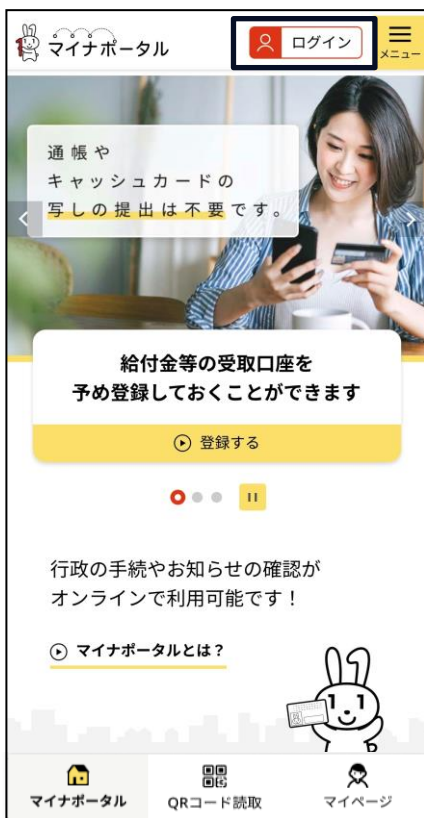 マイナポータル
ログイン
メニュー
通帳や
キャッシュカードの
写しの提出は不要です。
給付金等の受取口座を
予め登録しておくことができます
登録する
行政の手続やお知らせの確認が
オンラインで利用可能です！
マイナポータルとは？
マイナポータル
QRコード読取
マイページ